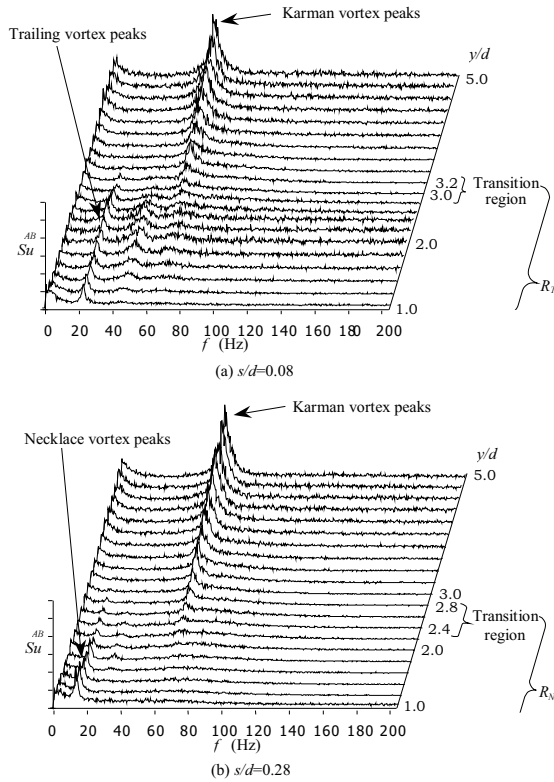 Karman vortex peaks
Trailing vortex peaks
y/d
5.0
3.2
3.0
Transition region
2.0
Su AB
R
1.0
0 20 40 60 80 100 120 140 160 18 0 200
f (Hz)
(a) s/d=0.08
Karman vortex peaks
Necklace vortex peaks
y/d
5.0
3.0
2.8
2.4
Transition region
2.0
Su AB
R N
1.0
0 20 40 60 80 100 120 140 160 180 200
f (Hz)
(b) s/d=0.28